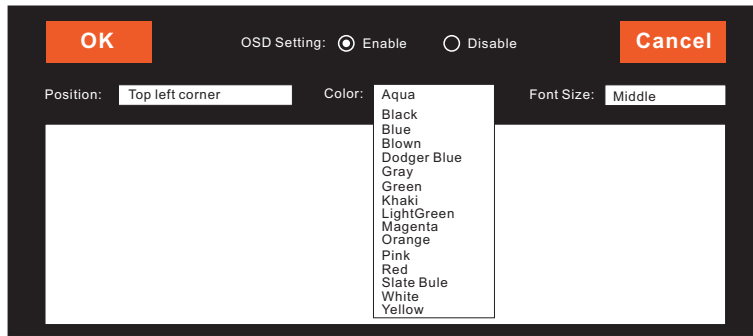 OK OSD Setting: Enable Disable Cancel
Position: Top left corner Color: Aqua Font Size: Middle
Black
Blue
Blown
Dodger Blue
Gray
Green
Khaki
LightGreen
Magenta
Orange
Pink
Red
Slate Bule
White
Yellow